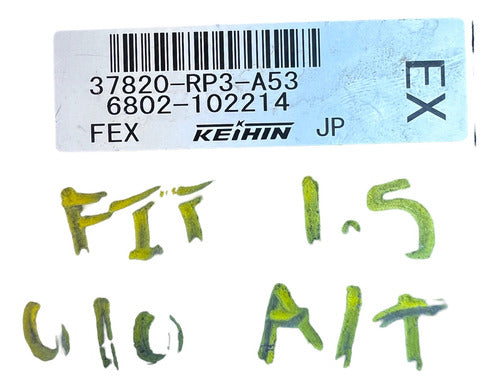 37820-RP3-A53
6802-102214
FEX KEIHIN JP
EX
FIT 1.5
010 A/T